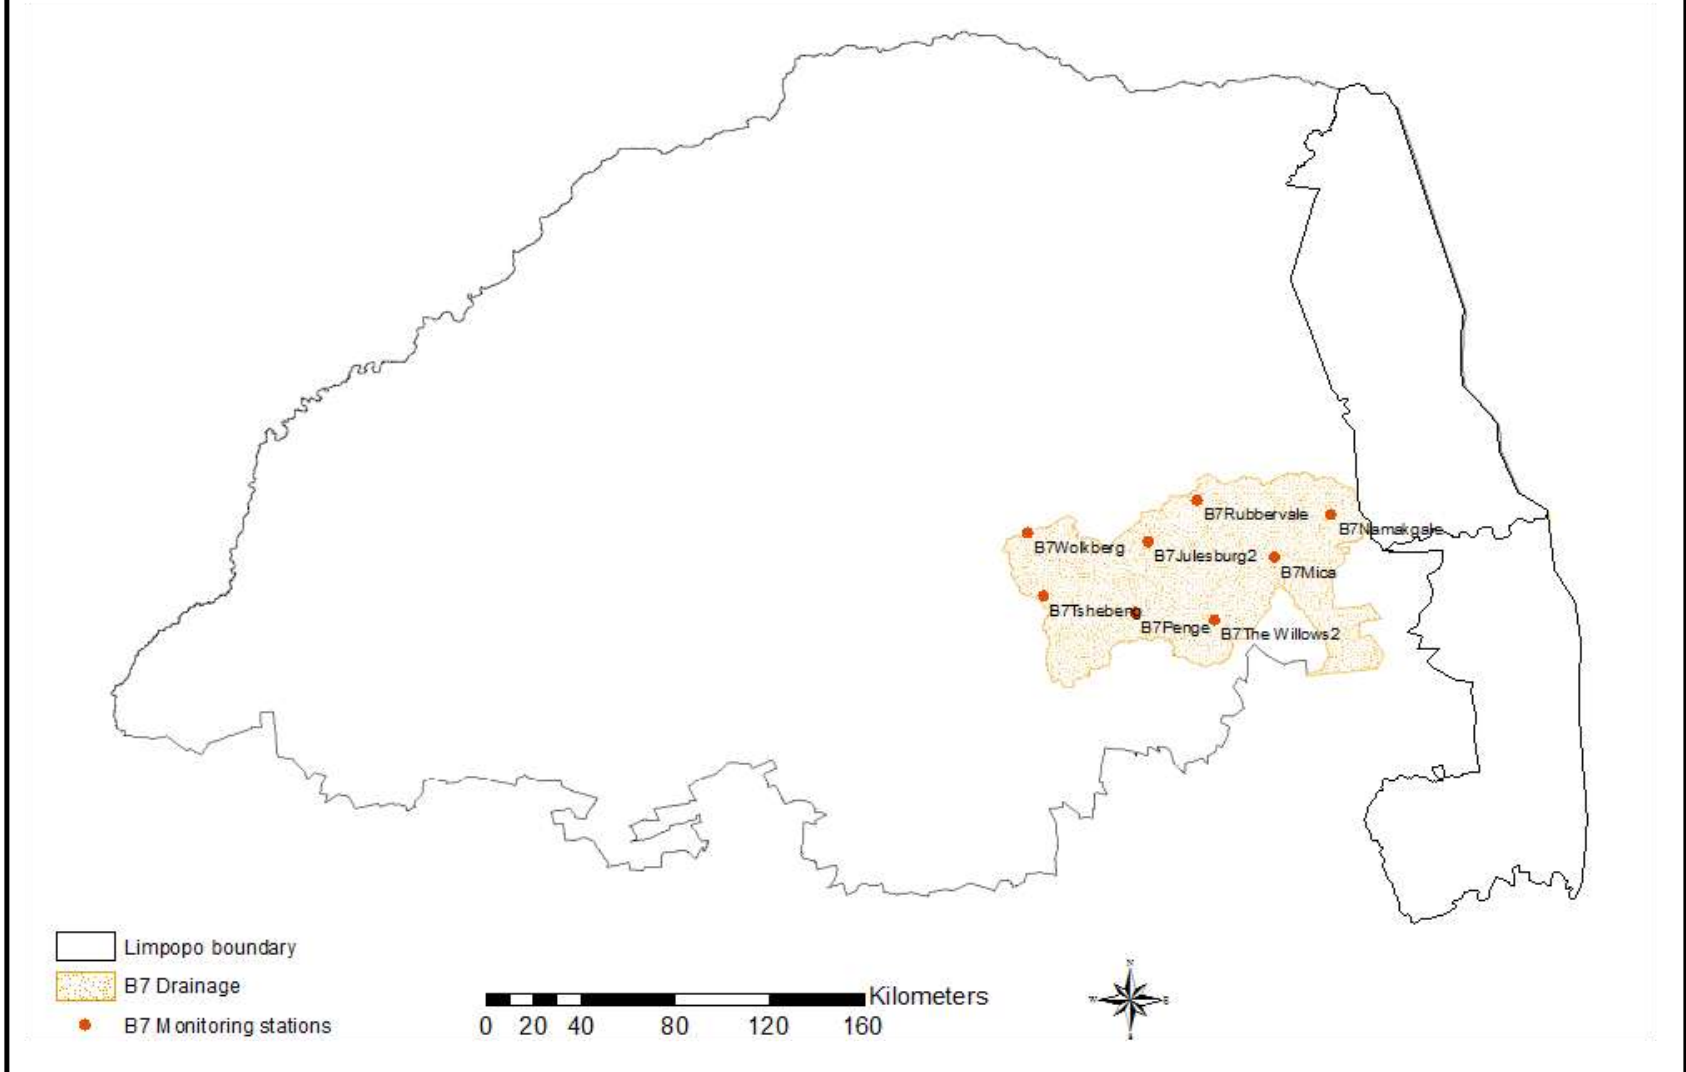 B7Rubbervale
B7Namakgale
B7Wolkberg
B7Julesburg2
B7Mica
B7Tshebeng
B7Penge
B7The Willows2
Limpopo boundary
B7 Drainage
B7 Monitoring stations
Kilometers
0 20 40 80 120 160
N
W E
S